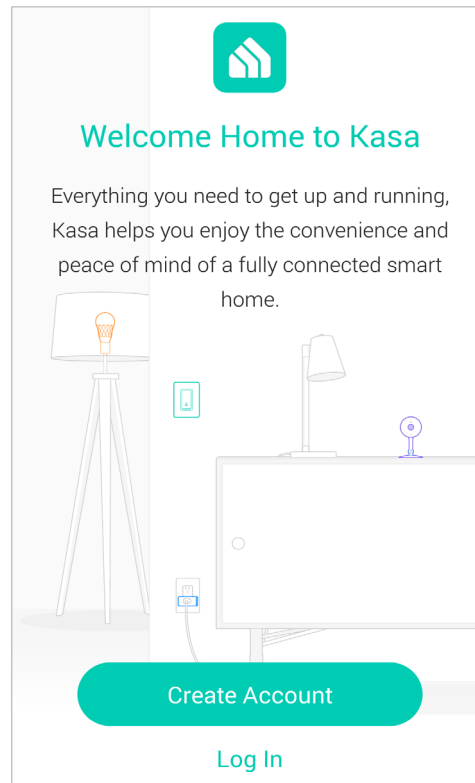 Welcome Home to Kasa
Everything you need to get up and running,
Kasa helps you enjoy the convenience and
peace of mind of a fully connected smart
home.
Create Account
Log In